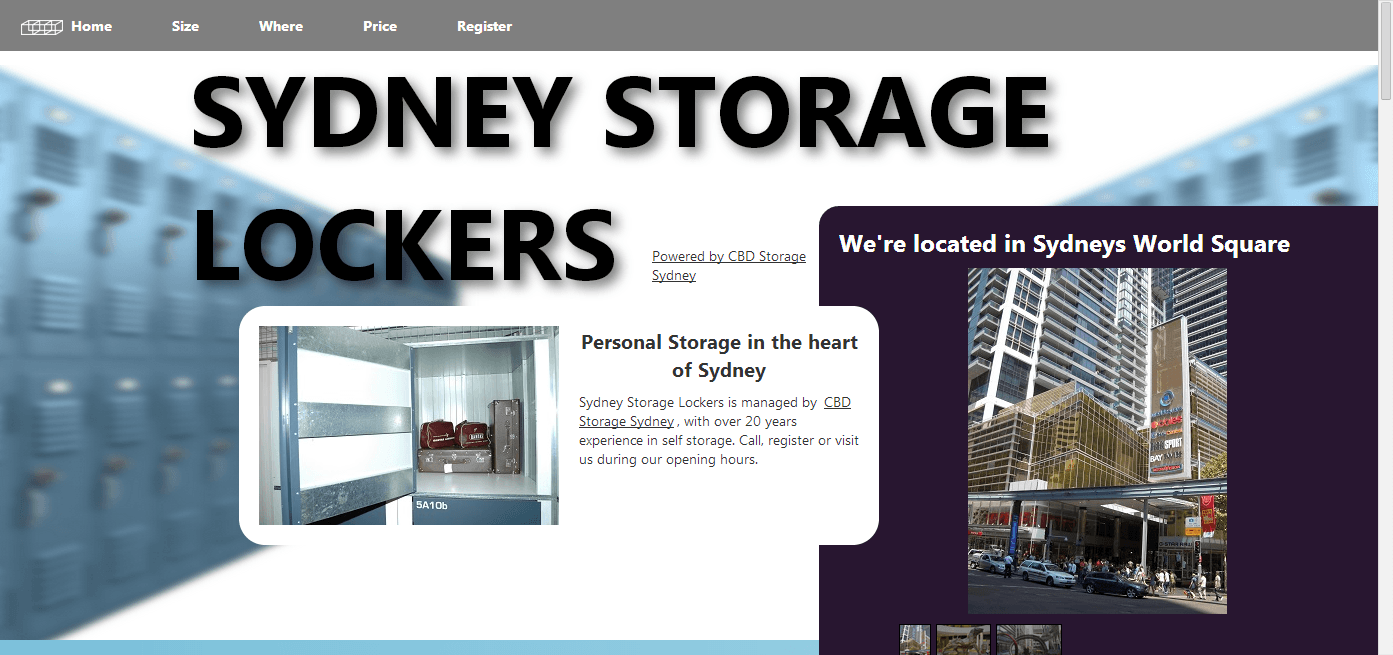 Home Size Where Price Register
SYDNEY STORAGE
LOCKERS
Powered by CBD Storage
Sydney
We're located in Sydneys World Square
Personal Storage in the heart
of Sydney
Sydney Storage Lockers is managed by CBD
Storage Sydney , with over 20 years
experience in self storage. Call, register or visit
us during our opening hours.
5A10b
SPORT
BAY